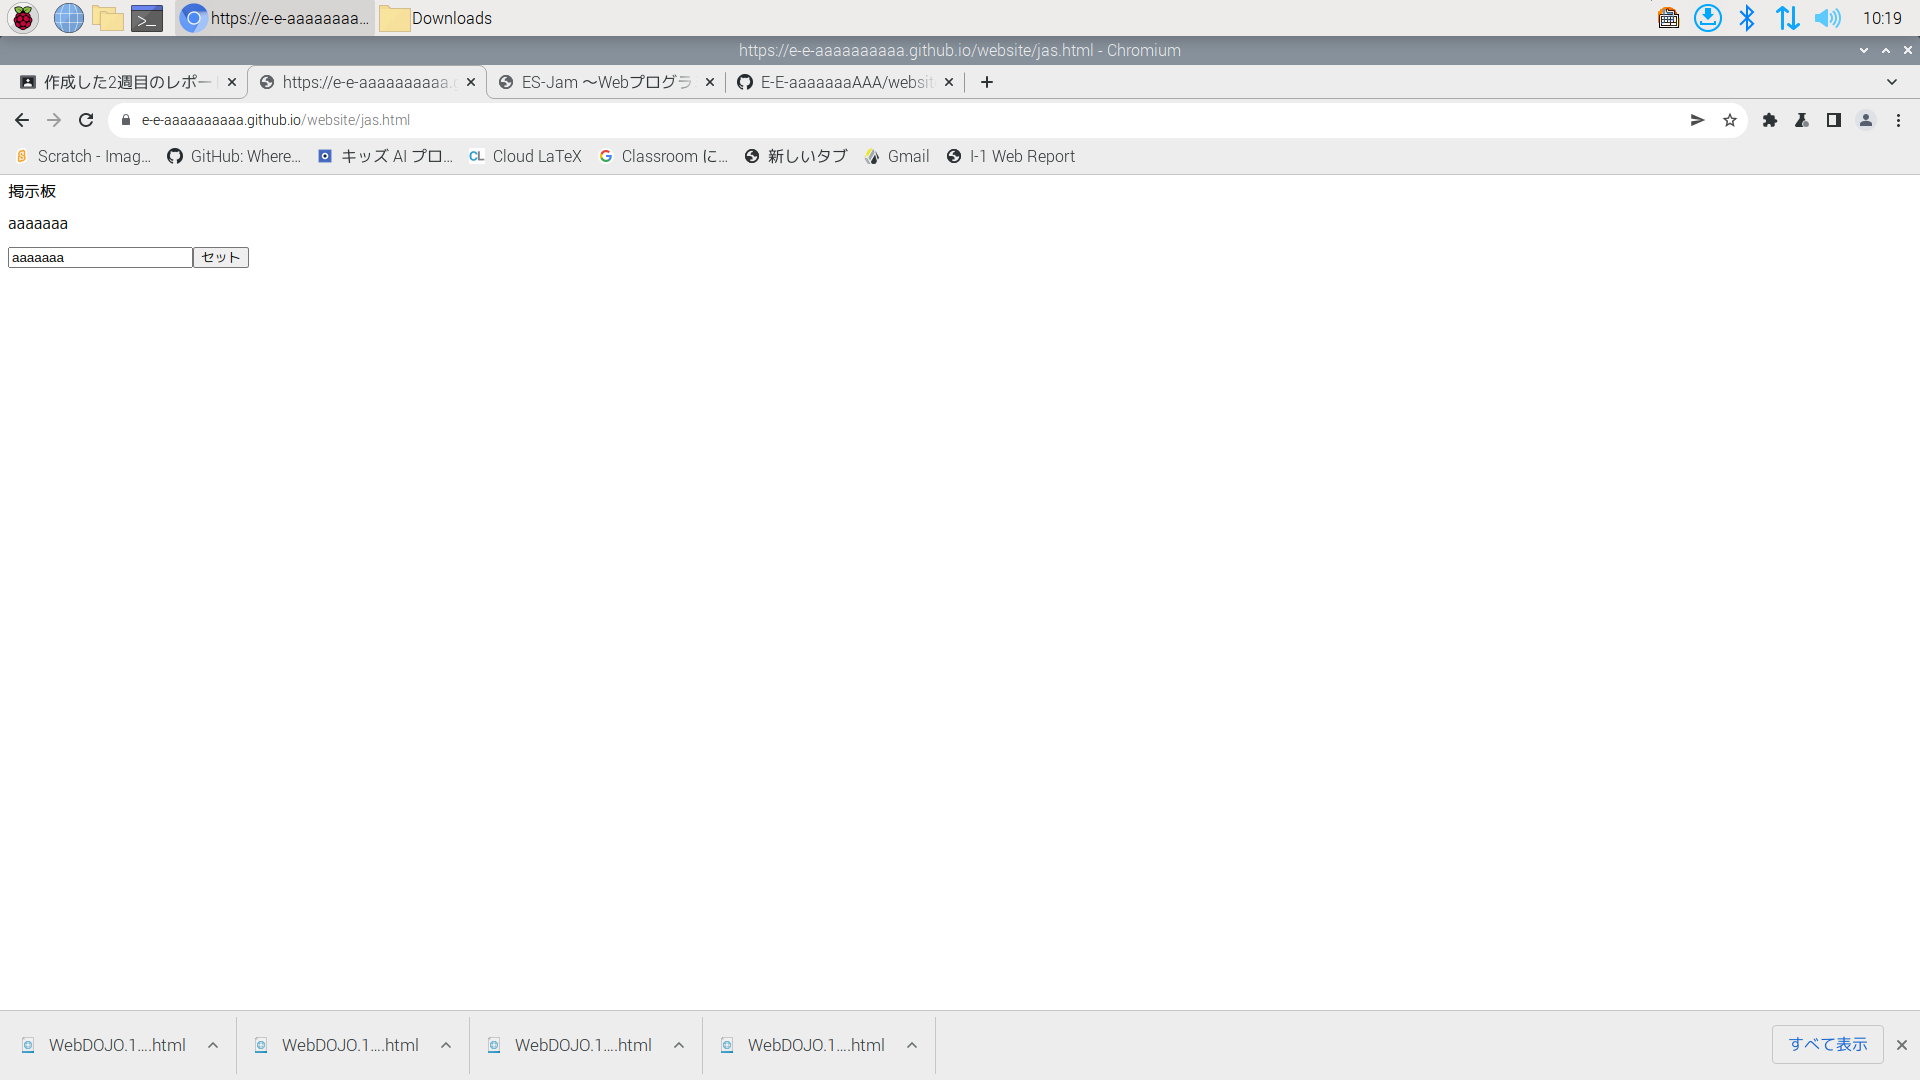 https://e-e-aaaaaaaa... Downloads 10:19
https://e-e-aaaaaaaaaa.github.io/website/jas.html - Chromium
作成した2週目のレポー https://e-e-aaaaaaaaaa.g ES-Jam ～Webプログラ E-E-aaaaaaaAAA/websit
e-e-aaaaaaaaaa.github.io/website/jas.html
Scratch - Imag... GitHub: Where... キッズ AI プロ... CL Cloud LaTeX Classroom に... 新しいタブ Gmail I-1 Web Report
掲示板
aaaaaaa
aaaaaaa セット
WebDOJO.1....html WebDOJO.1....html WebDOJO.1....html WebDOJO.1....html すべて表示